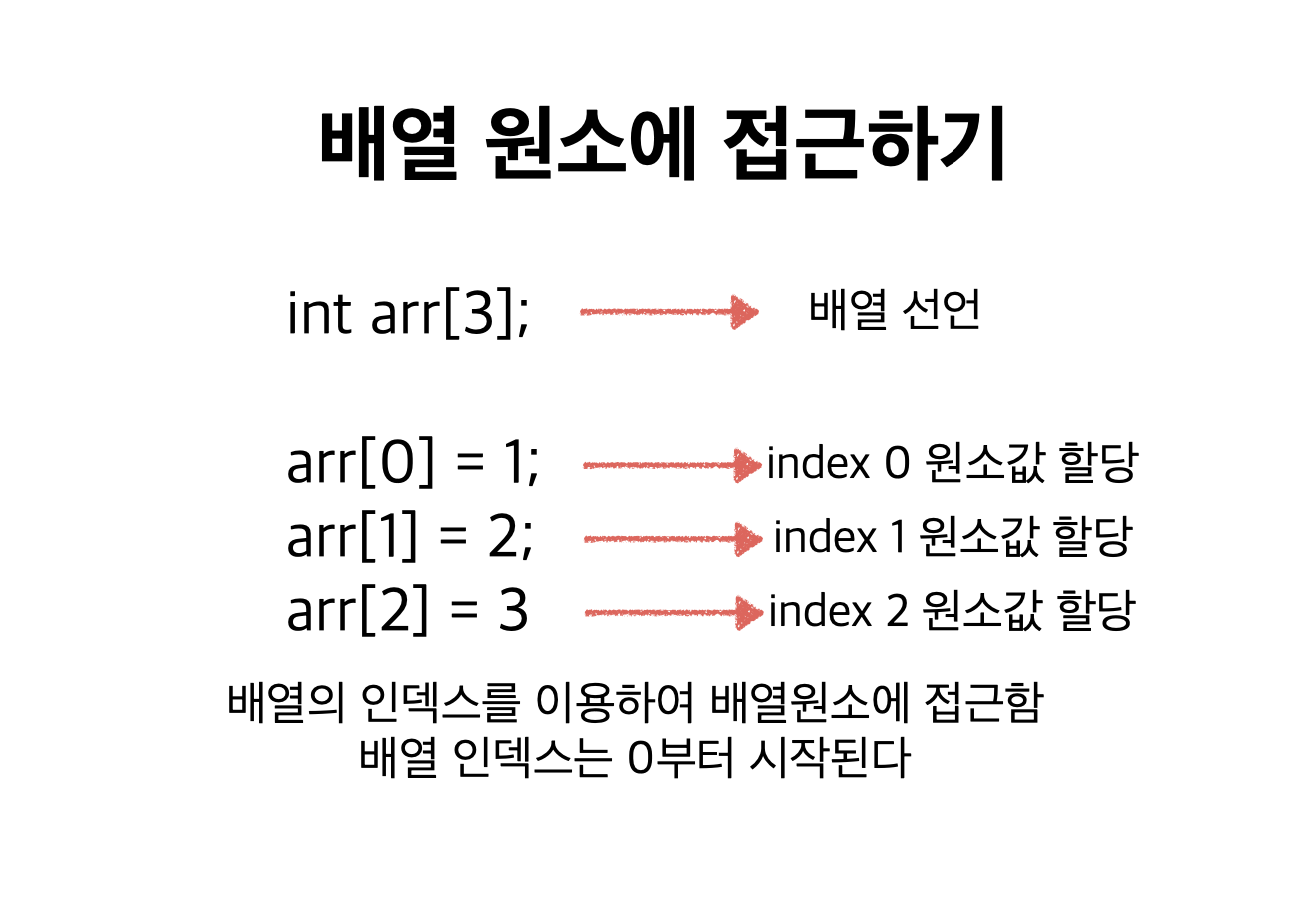 배열 원소에 접근하기
int arr[3]; 배열 선언
arr[0] = 1; index 0 원소값 할당
arr[1] = 2; index 1 원소값 할당
arr[2] = 3 index 2 원소값 할당
배열의 인덱스를 이용하여 배열원소에 접근함
배열 인덱스는 0부터 시작된다